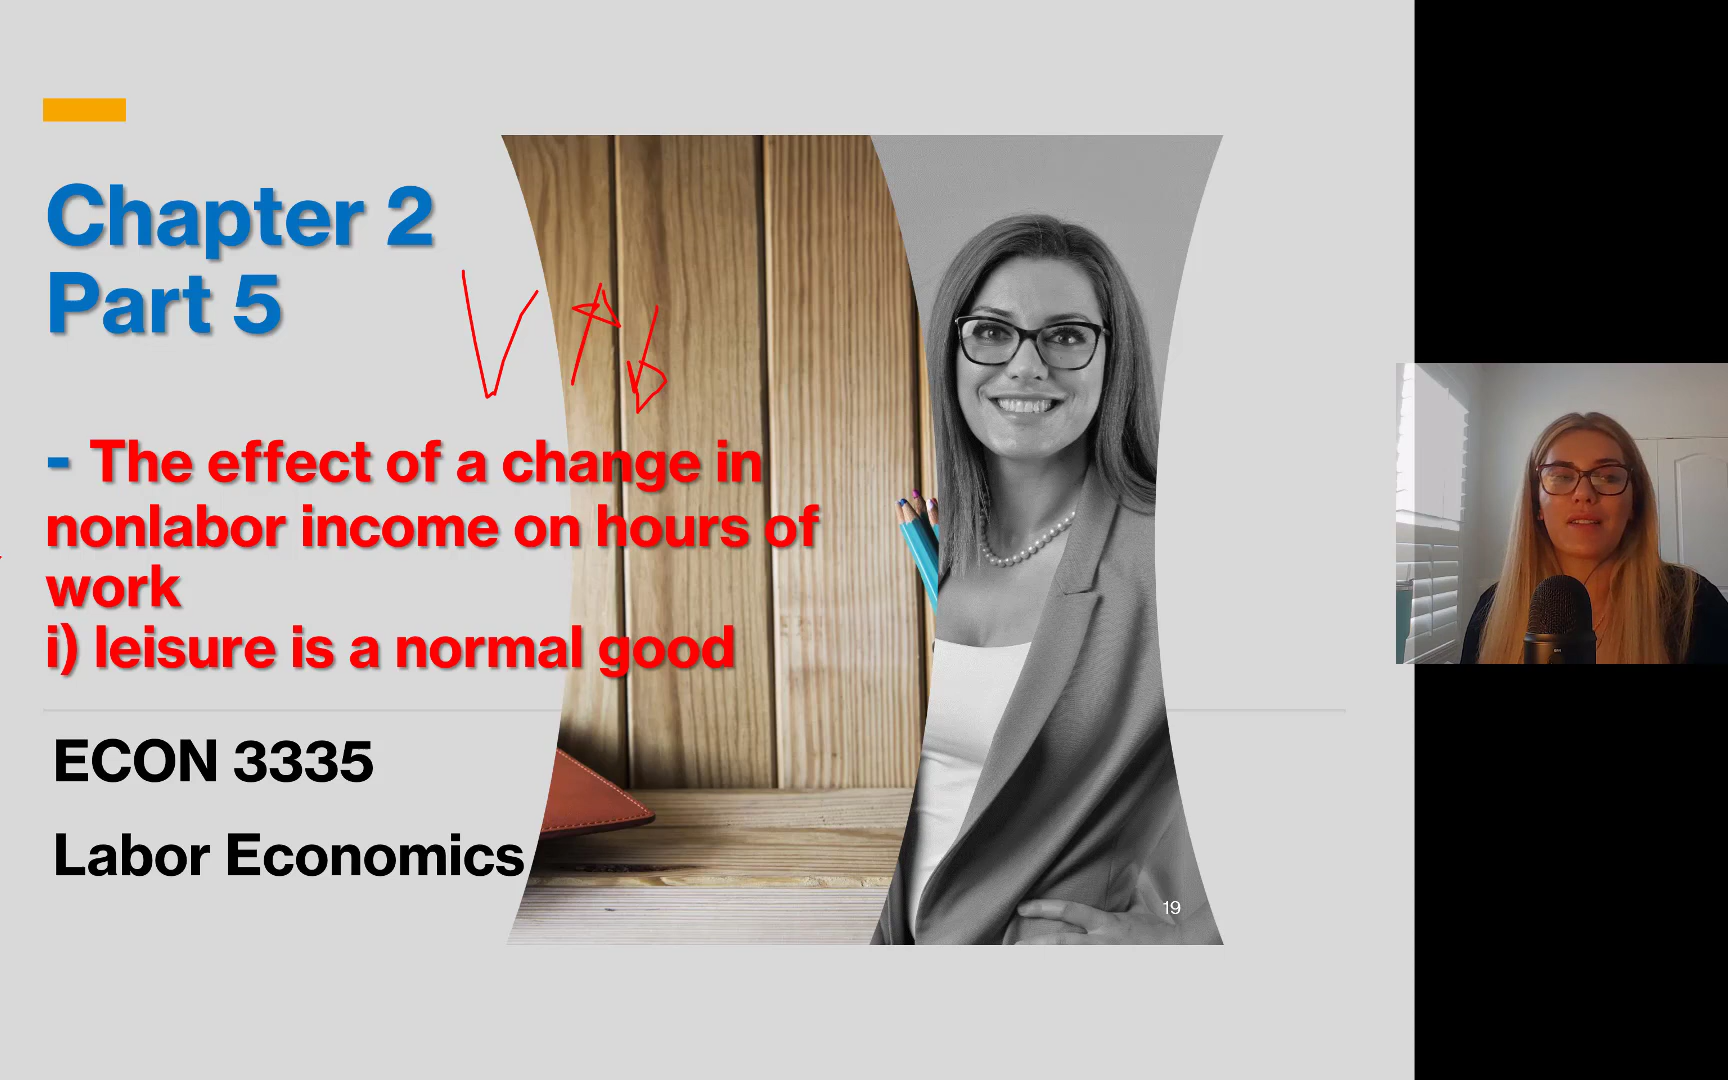 Chapter 2
Part 5
V
- The effect of a change in
nonlabor income on hours of
work
i) leisure is a normal good
ECON 3335
Labor Economics
19